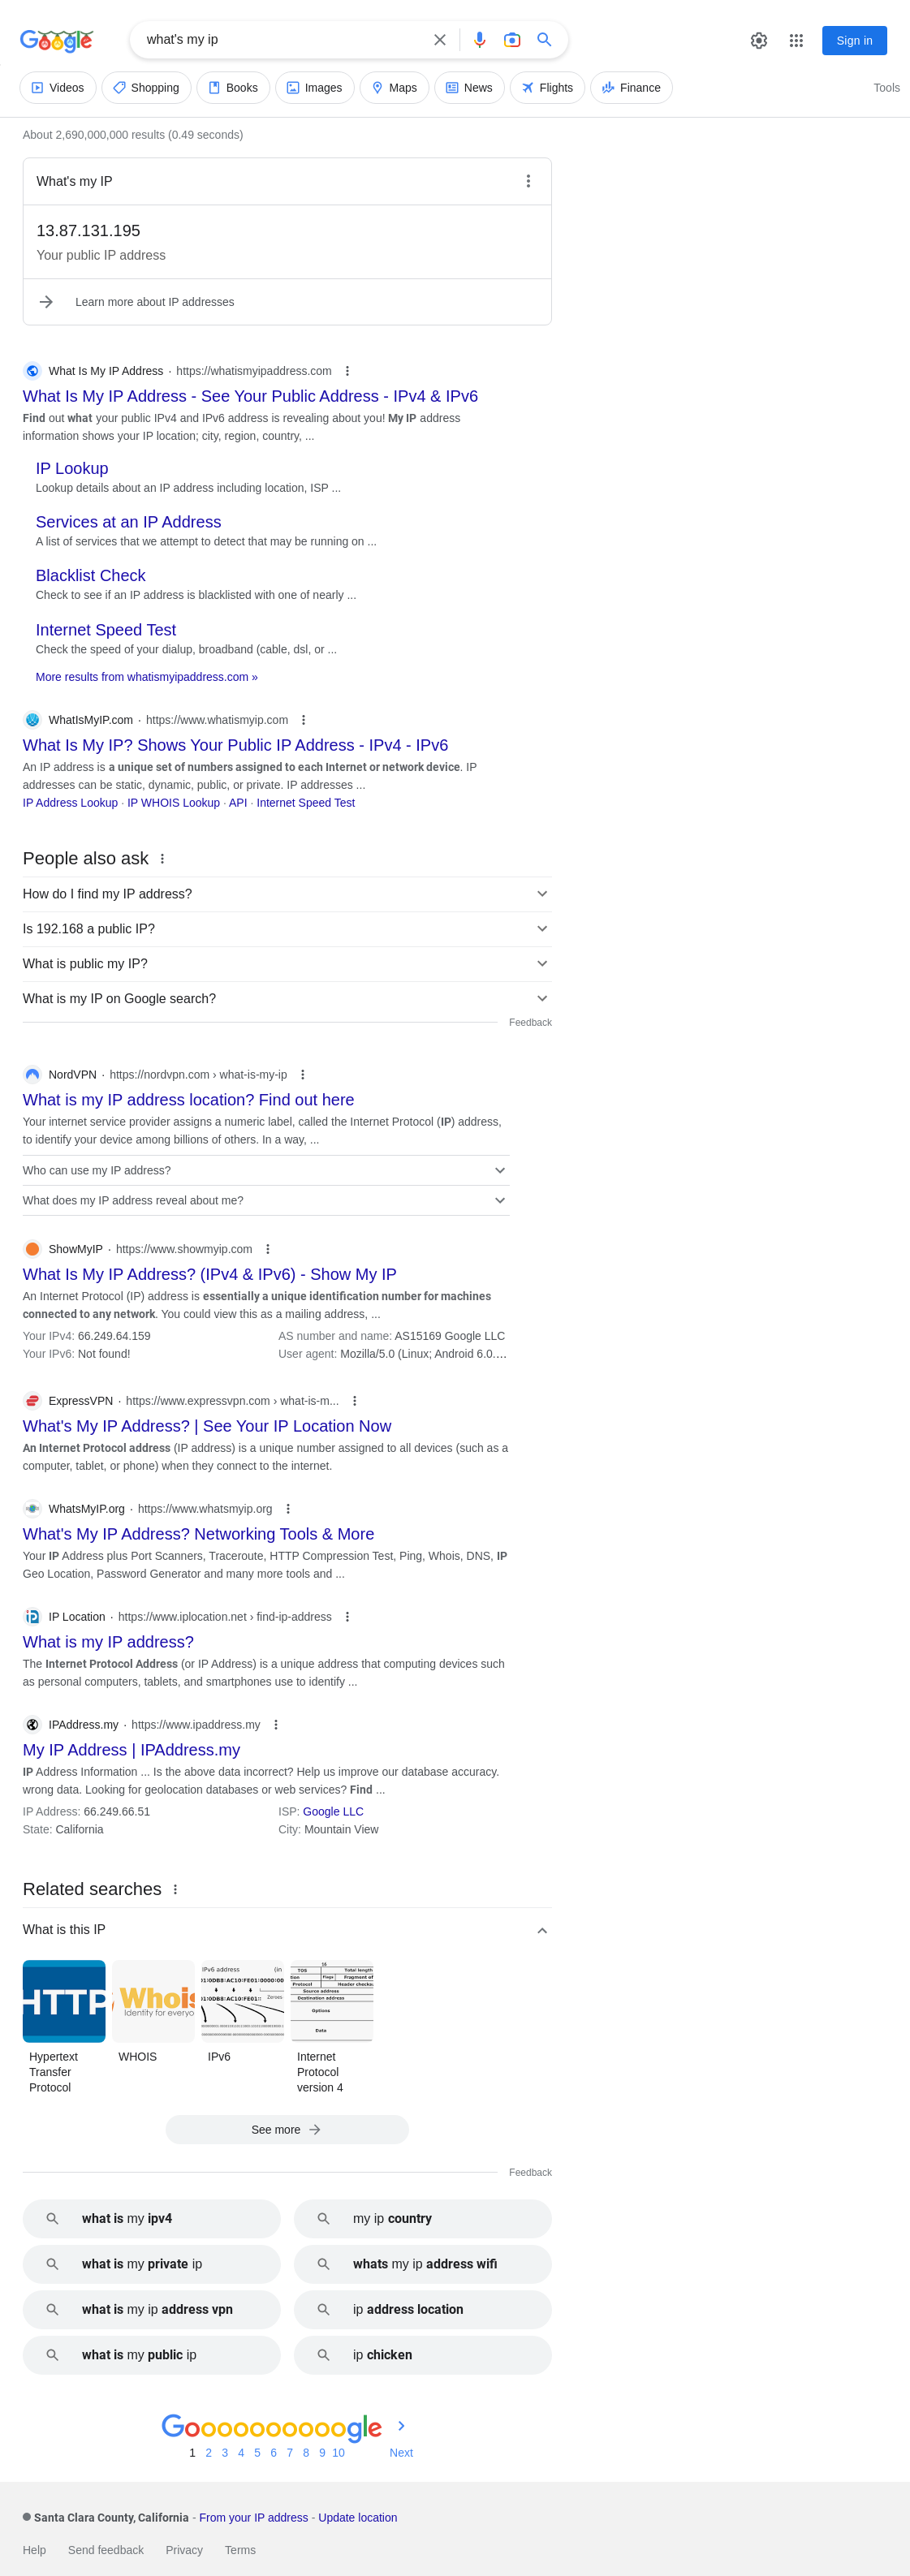 Google
what's my ip
Sign in
Videos
Shopping
Books
Images
Maps
News
Flights
Finance
Tools
About 2,690,000,000 results (0.49 seconds)
What's my IP
13.87.131.195
Your public IP address
Learn more about IP addresses
What Is My IP Address · https://whatismyipaddress.com
What Is My IP Address - See Your Public Address - IPv4 & IPv6
Find out what your public IPv4 and IPv6 address is revealing about you! My IP address
information shows your IP location; city, region, country, ...
IP Lookup
Lookup details about an IP address including location, ISP ...
Services at an IP Address
A list of services that we attempt to detect that may be running on ...
Blacklist Check
Check to see if an IP address is blacklisted with one of nearly ...
Internet Speed Test
Check the speed of your dialup, broadband (cable, dsl, or ...
More results from whatismyipaddress.com »
WhatIsMyIP.com · https://www.whatismyip.com
What Is My IP? Shows Your Public IP Address - IPv4 - IPv6
An IP address is a unique set of numbers assigned to each Internet or network device. IP
addresses can be static, dynamic, public, or private. IP addresses ...
IP Address Lookup · IP WHOIS Lookup · API · Internet Speed Test
People also ask
How do I find my IP address?
Is 192.168 a public IP?
What is public my IP?
What is my IP on Google search?
Feedback
NordVPN · https://nordvpn.com › what-is-my-ip
What is my IP address location? Find out here
Your internet service provider assigns a numeric label, called the Internet Protocol (IP) address,
to identify your device among billions of others. In a way, ...
Who can use my IP address?
What does my IP address reveal about me?
ShowMyIP · https://www.showmyip.com
What Is My IP Address? (IPv4 & IPv6) - Show My IP
An Internet Protocol (IP) address is essentially a unique identification number for machines
connected to any network. You could view this as a mailing address, ...
Your IPv4: 66.249.64.159 AS number and name: AS15169 Google LLC
Your IPv6: Not found! User agent: Mozilla/5.0 (Linux; Android 6.0....
ExpressVPN · https://www.expressvpn.com › what-is-m...
What's My IP Address? | See Your IP Location Now
An Internet Protocol address (IP address) is a unique number assigned to all devices (such as a
computer, tablet, or phone) when they connect to the internet.
WhatsMyIP.org · https://www.whatsmyip.org
What's My IP Address? Networking Tools & More
Your IP Address plus Port Scanners, Traceroute, HTTP Compression Test, Ping, Whois, DNS, IP
Geo Location, Password Generator and many more tools and ...
IP Location · https://www.iplocation.net › find-ip-address
What is my IP address?
The Internet Protocol Address (or IP Address) is a unique address that computing devices such
as personal computers, tablets, and smartphones use to identify ...
IPAddress.my · https://www.ipaddress.my
My IP Address | IPAddress.my
IP Address Information ... Is the above data incorrect? Help us improve our database accuracy.
wrong data. Looking for geolocation databases or web services? Find ...
IP Address: 66.249.66.51 ISP: Google LLC
State: California City: Mountain View
Related searches
What is this IP
HTTP
Whois
Identity for everyo
IPv6 address (in
Zeroes
16
TOS Total length
Flags Fragment of
Protocol Header checksu
Source address
Destination address
Options
Data
Hypertext
Transfer
Protocol
WHOIS
IPv6
Internet
Protocol
version 4
See more
Feedback
what is my ipv4
my ip country
what is my private ip
whats my ip address wifi
what is my ip address vpn
ip address location
what is my public ip
ip chicken
Goooooooooogle
1 2 3 4 5 6 7 8 9 10 Next
Santa Clara County, California - From your IP address - Update location
Help Send feedback Privacy Terms